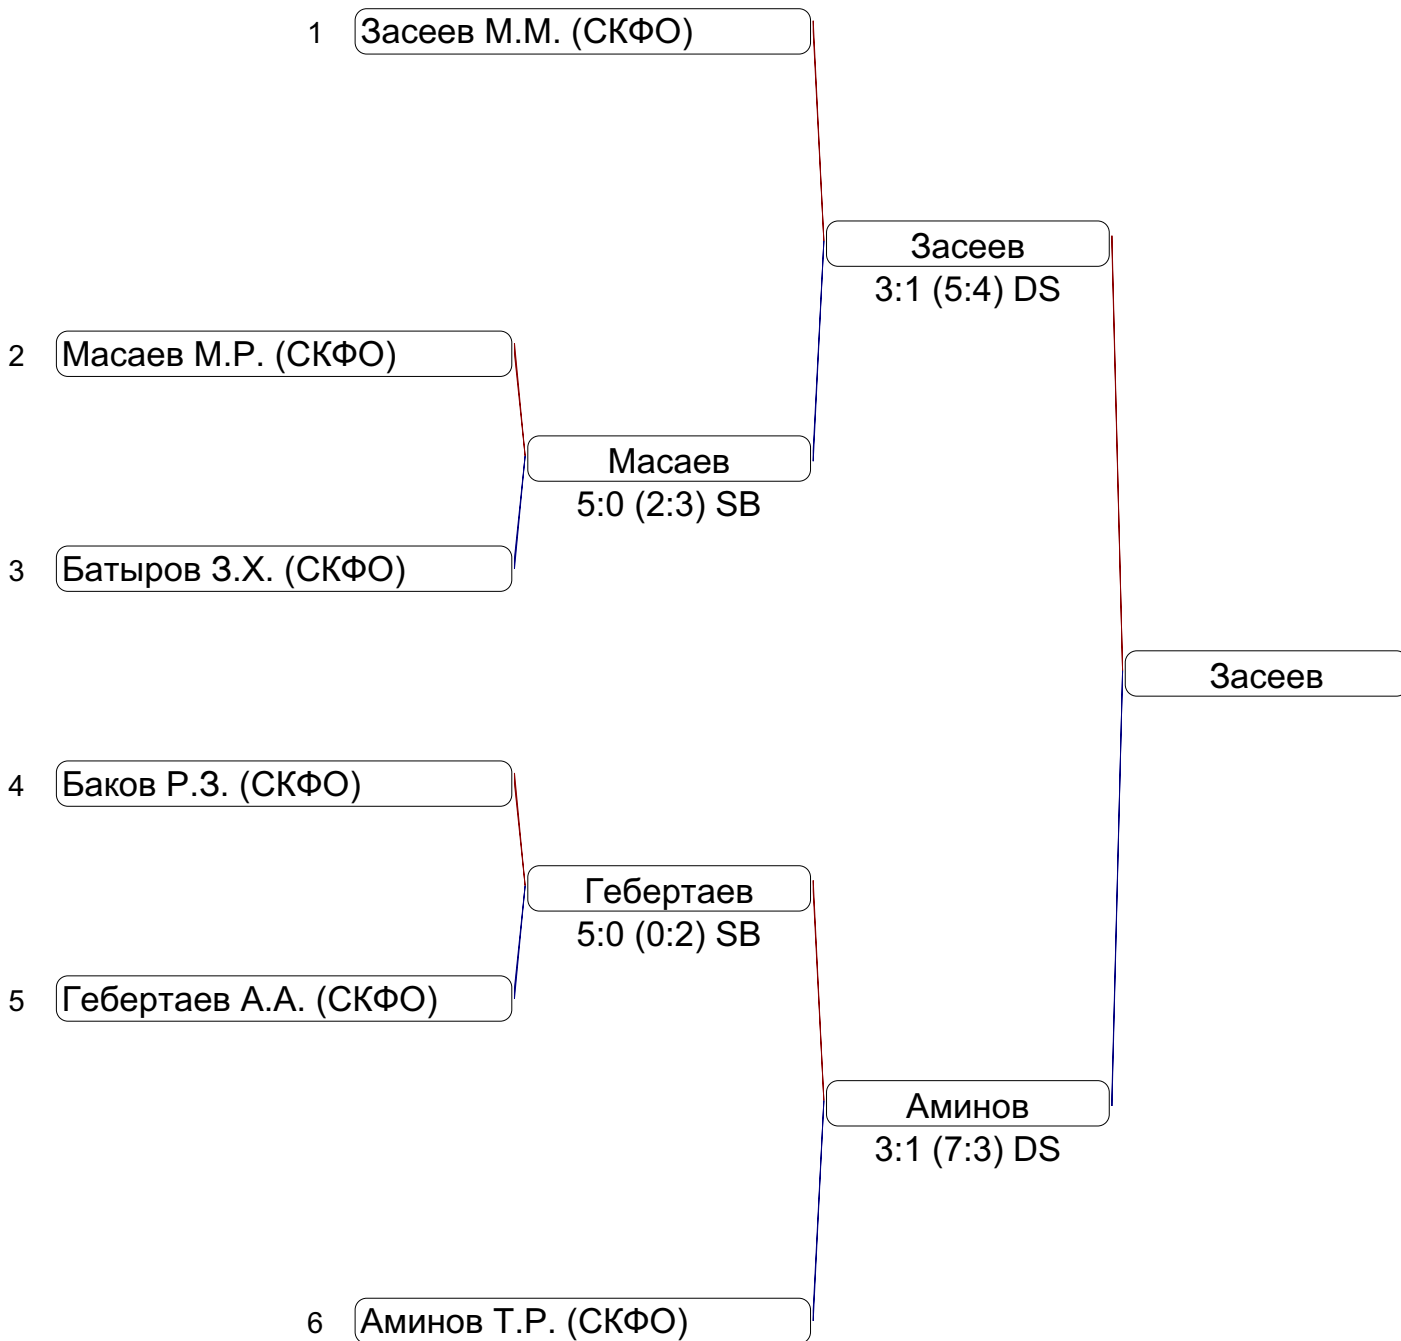 1 Засеев М.М. (СКФО)
Засеев
3:1 (5:4) DS
2 Масаев М.Р. (СКФО)
Масаев
5:0 (2:3) SB
3 Батыров З.Х. (СКФО)
Засеев
4 Баков Р.З. (СКФО)
Гебертаев
5:0 (0:2) SB
5 Гебертаев А.А. (СКФО)
Аминов
3:1 (7:3) DS
6 Аминов Т.Р. (СКФО)